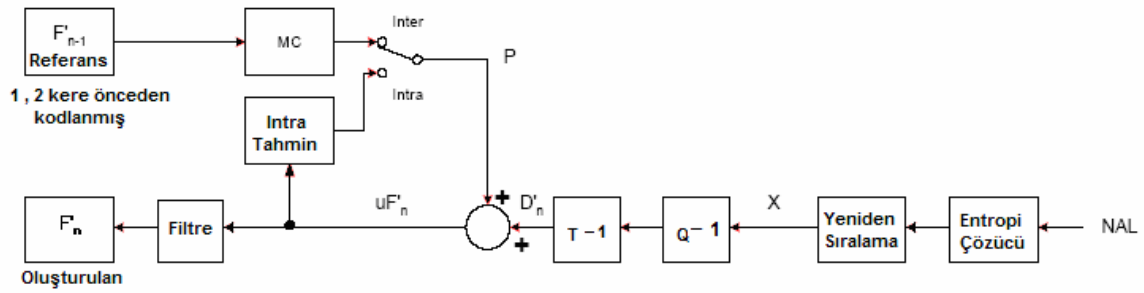 F'n-1
Referans
1 , 2 kere önceden
kodlanmış
MC
Inter
Intra
P
Intra
Tahmin
F'n
Oluşturulan
Filtre
uF'n
+
+
D'n
T-1
Q-1
X
Yeniden
Sıralama
Entropi
Çözücü
NAL